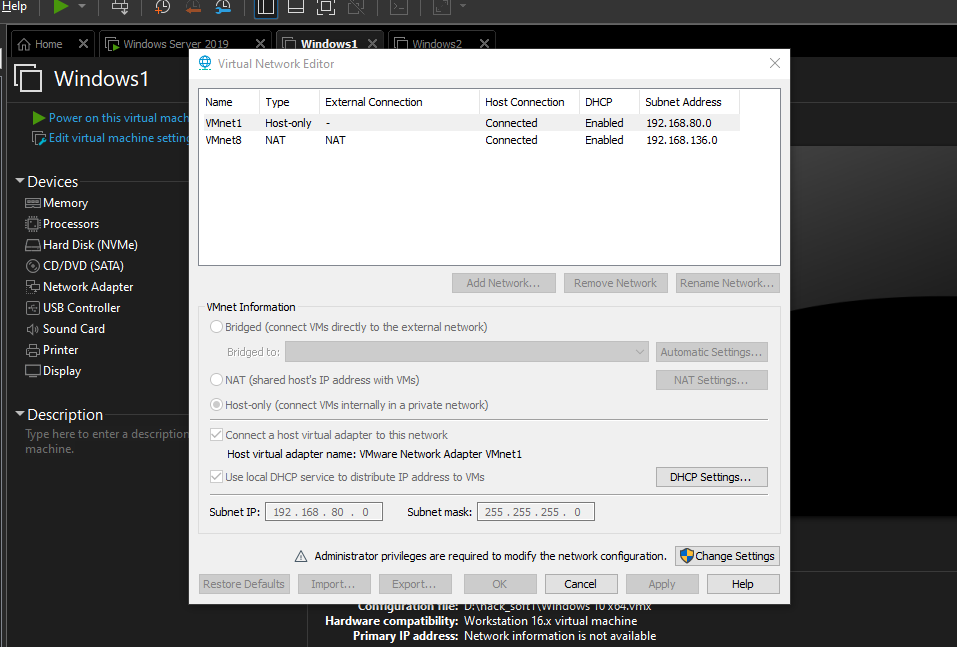 Help
Home
Windows Server 2019
Windows1
Windows2
Windows1
Power on this virtual mach
Edit virtual machine setting
Devices
Memory
Processors
Hard Disk (NVMe)
CD/DVD (SATA)
Network Adapter
USB Controller
Sound Card
Printer
Display
Description
Type here to enter a description
machine.
Virtual Network Editor
Name Type External Connection Host Connection DHCP Subnet Address
VMnet1 Host-only - Connected Enabled 192.168.80.0
VMnet8 NAT NAT Connected Enabled 192.168.136.0
Add Network... Remove Network Rename Network...
VMnet Information
Bridged (connect VMs directly to the external network)
Bridged to: Automatic Settings...
NAT (shared host's IP address with VMs) NAT Settings...
Host-only (connect VMs internally in a private network)
Connect a host virtual adapter to this network
Host virtual adapter name: VMware Network Adapter VMnet1
Use local DHCP service to distribute IP address to VMs DHCP Settings...
Subnet IP: 192 . 168 . 80 . 0 Subnet mask: 255 . 255 . 255 . 0
Administrator privileges are required to modify the network configuration. Change Settings
Restore Defaults Import... Export... OK Cancel Apply Help
Configuration file: D:\hack_soft1\Windows 10 x64.vmx
Hardware compatibility: Workstation 16.x virtual machine
Primary IP address: Network information is not available